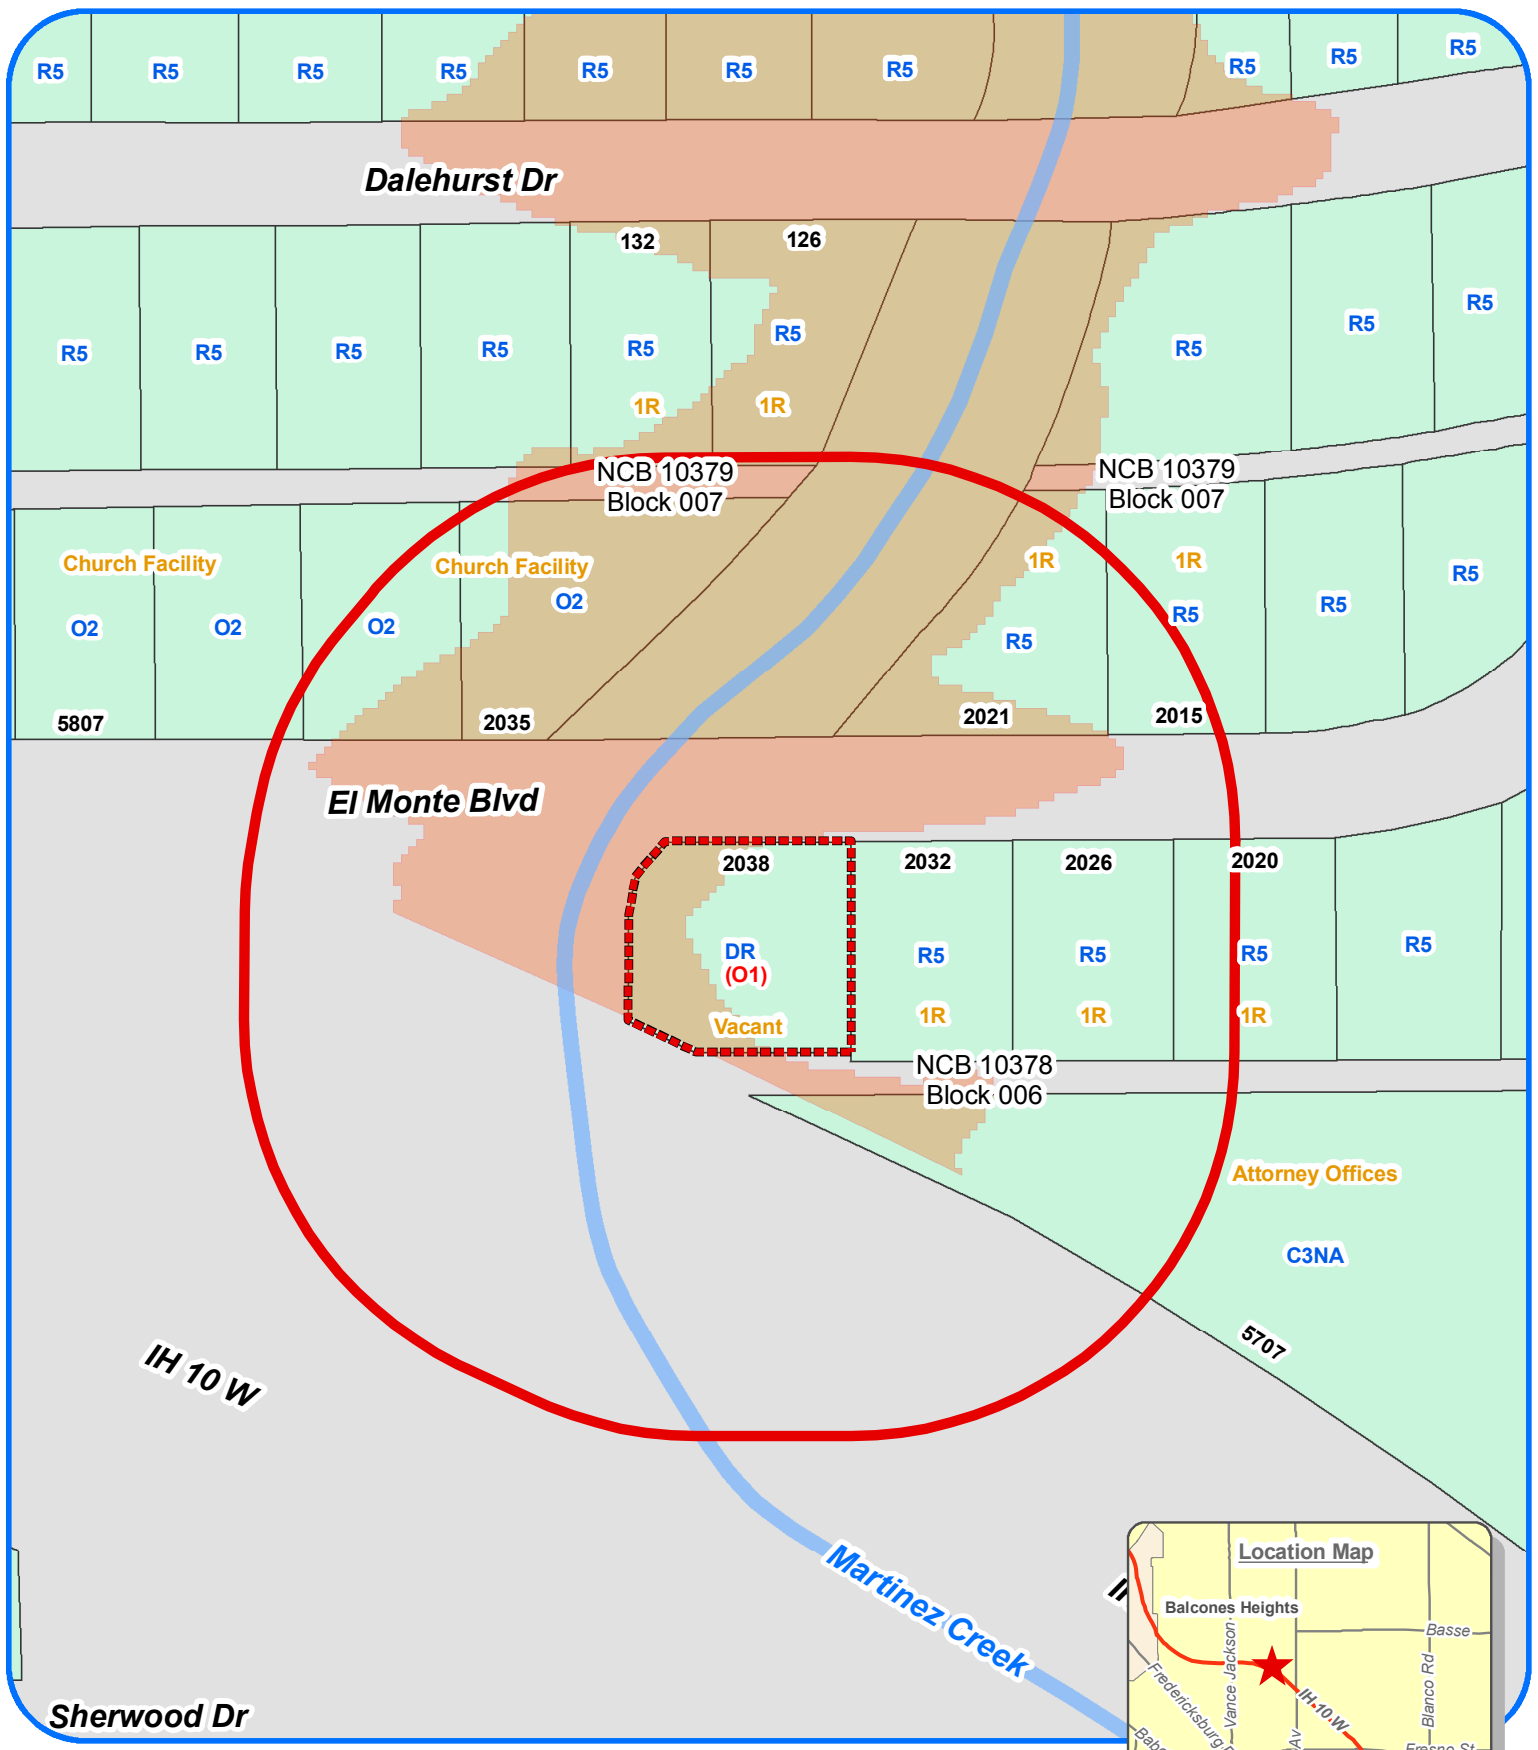 R5 R5 R5 R5 R5 R5 R5 R5 R5 R5
Dalehurst Dr
132 126
R5 R5 R5 R5 R5 R5 R5 R5 R5
1R 1R
NCB 10379
Block 007
NCB 10379
Block 007
Church Facility Church Facility 1R 1R
O2 O2 O2 O2 R5 R5 R5 R5
5807 2035 2021 2015
El Monte Blvd
2038 2032 2026 2020
DR R5 R5 R5 R5
(O1)
Vacant 1R 1R 1R
NCB 10378
Block 006
Attorney Offices
C3NA
5707
IH 10 W
Martinez Creek
Sherwood Dr
Location Map
Balcones Heights
Basse
Vance Jackson
Blanco Rd
Fredericksburg
IH 10 W
Av
Fresno St